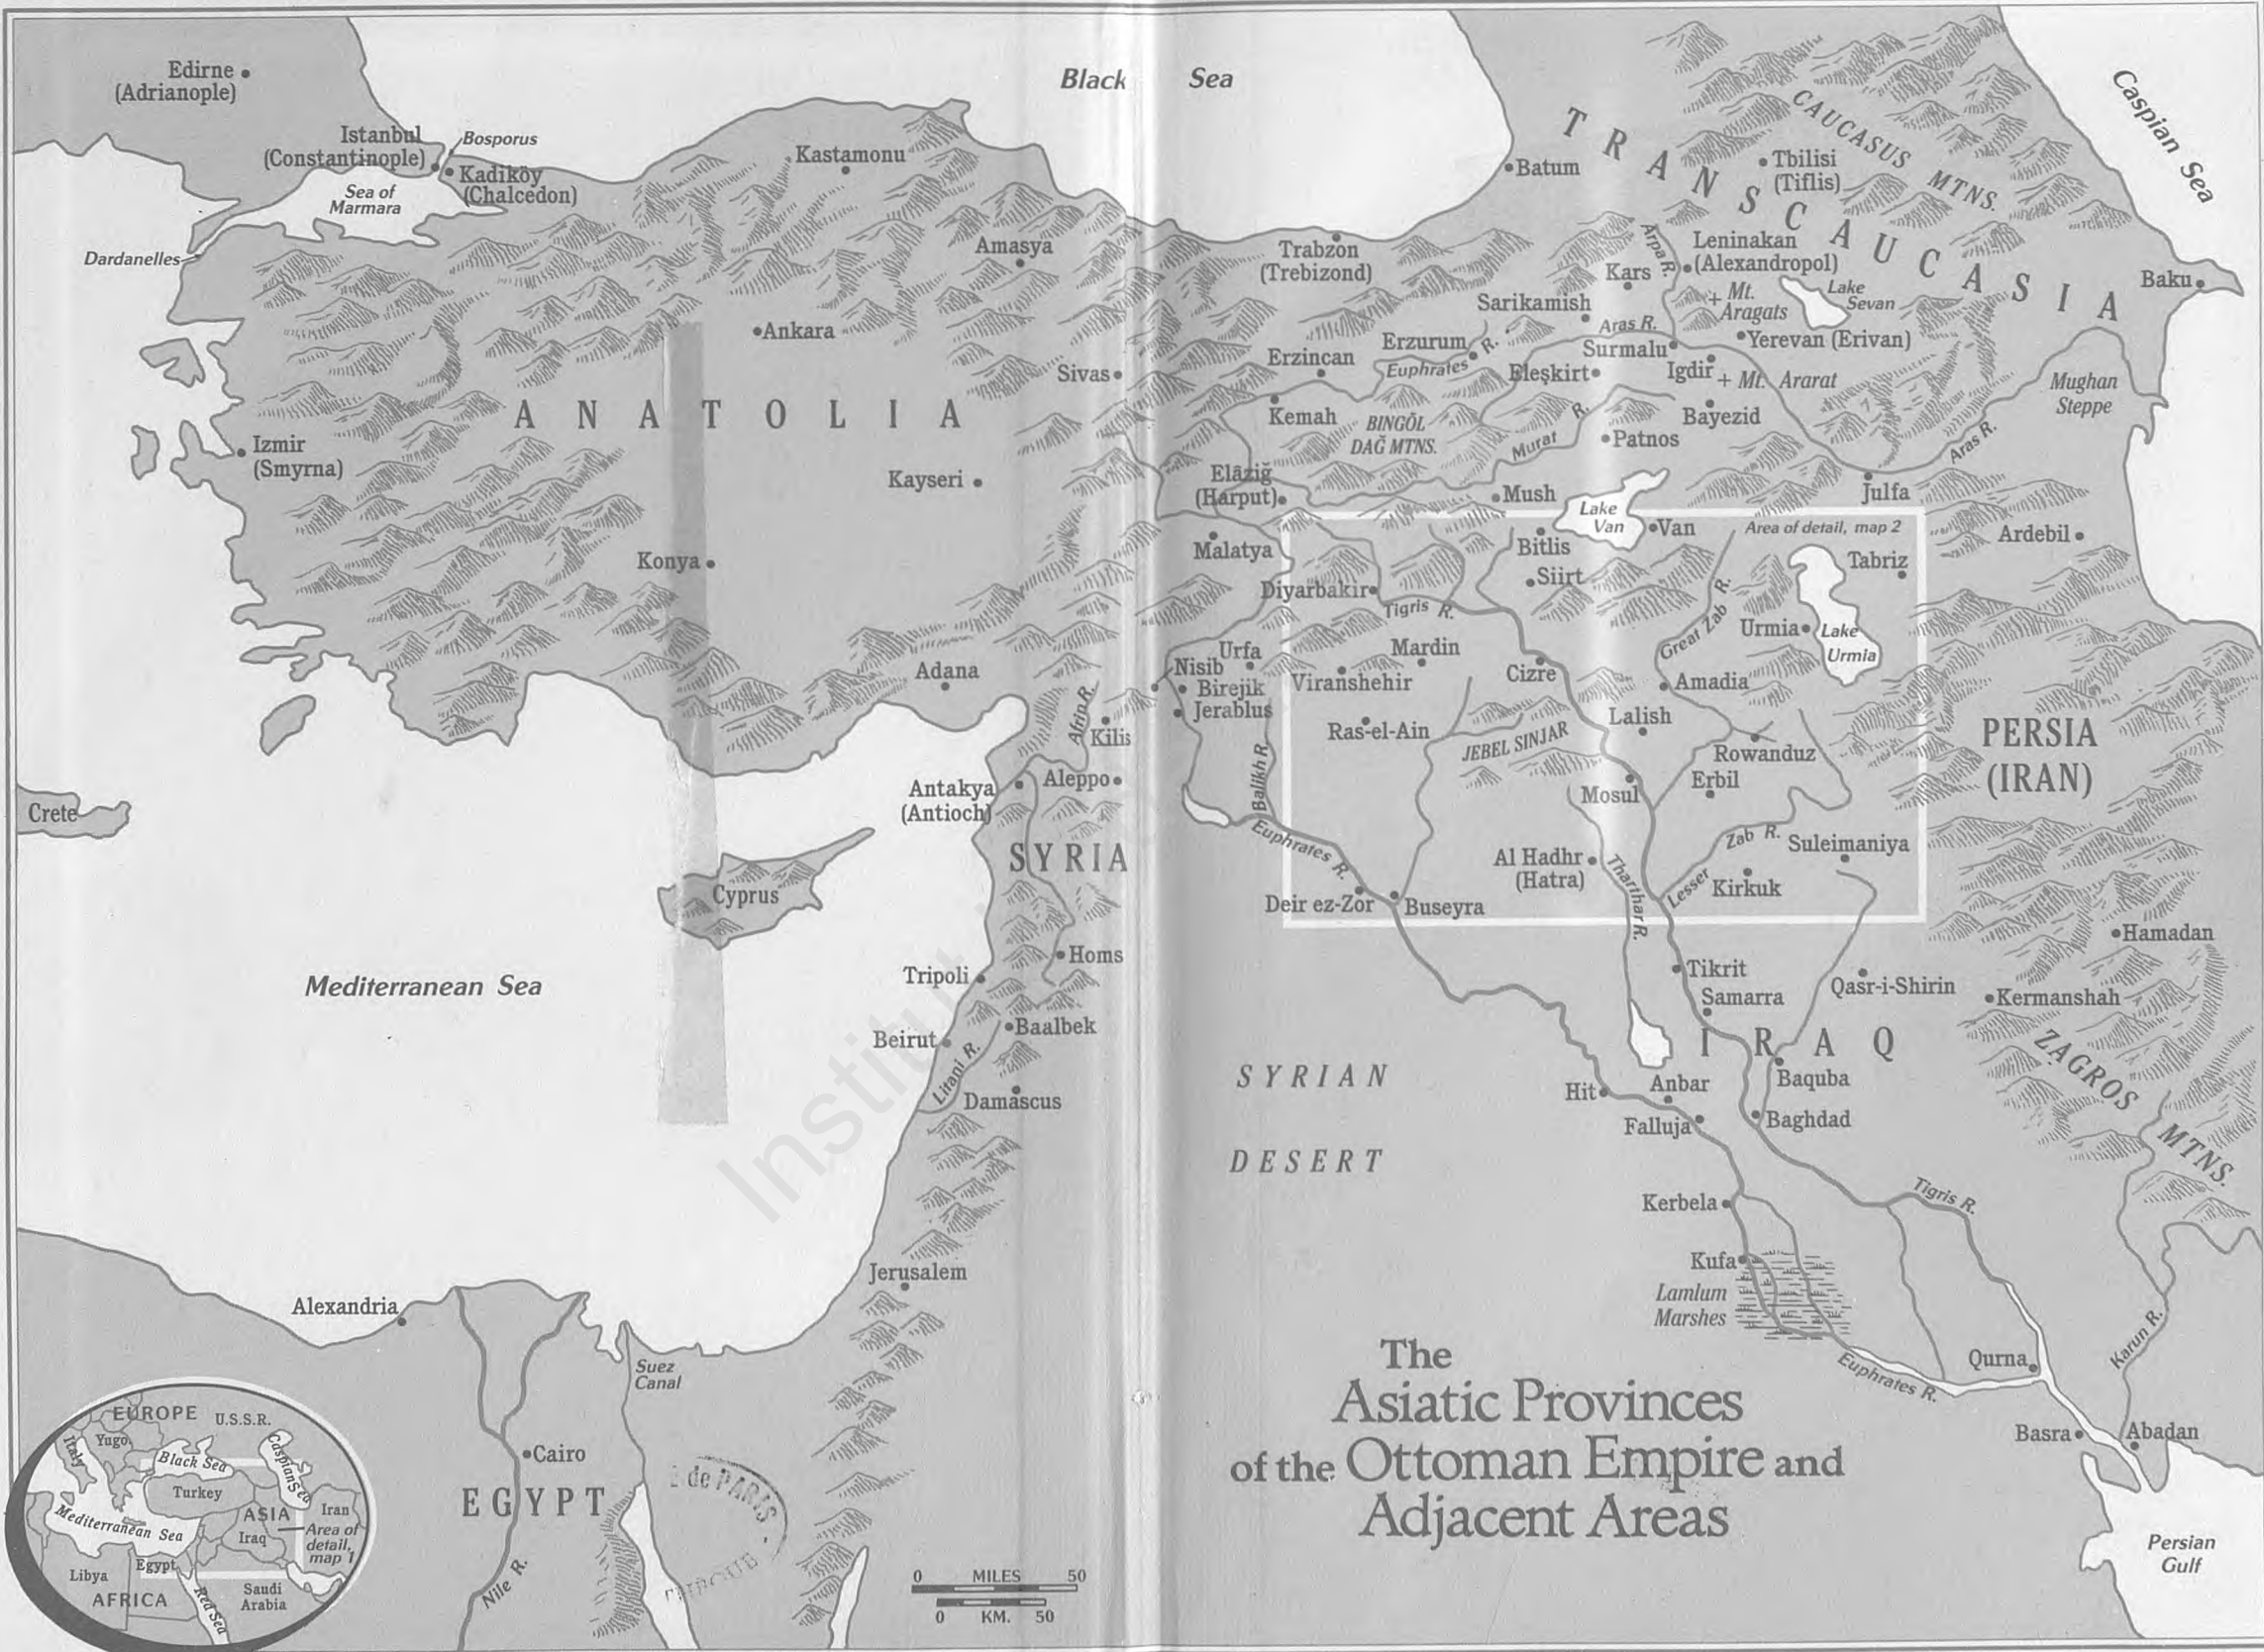 Black Sea
Caspian Sea
Edirne
(Adrianople)
Istanbul
(Constantinople)
Bosporus
Kadiköy
(Chalcedon)
Sea of
Marmara
Dardanelles
Kastamonu
Amasya
Ankara
Sivas
ANATOLIA
Izmir
(Smyrna)
Kayseri
Konya
Adana
TRANSCAUCASIA
CAUCASUS MTNS.
Batum
Tbilisi
(Tiflis)
Trabzon
(Trebizond)
Arpa R.
Leninakan
(Alexandropol)
Kars
Mt.
Aragats
Lake
Sevan
Baku
Sarikamish
Aras R.
Yerevan (Erivan)
Erzurum
Surmalu
Erzincan
Euphrates R.
Eleşkirt
Igdir
Mt. Ararat
Mughan
Steppe
Kemah
BINGÖL
DAĞ MTNS.
Murat R.
Bayezid
Patnos
Aras R.
Elâziğ
(Harput)
Mush
Julfa
Lake
Van
Van
Area of detail, map 2
Ardebil
Malatya
Bitlis
Tabriz
Siirt
Diyarbakir
Tigris R.
Great Zab R.
Urmia
Lake
Urmia
Urfa
Mardin
Nisib
Birejik
Viranshehir
Cizre
Amadia
Jerablus
Ras-el-Ain
Lalish
PERSIA
(IRAN)
Afrin R.
Kilis
Balikh R.
JEBEL SINJAR
Rowanduz
Erbil
Antakya
(Antioch)
Aleppo
Mosul
Crete
Cyprus
SYRIA
Euphrates R.
Al Hadhr
(Hatra)
Tharthar R.
Lesser Zab R.
Suleimaniya
Kirkuk
Deir ez-Zor
Buseyra
Hamadan
Homs
Mediterranean Sea
Tripoli
Tikrit
Samarra
Qasr-i-Shirin
Kermanshah
Baalbek
Beirut
Litani R.
IRAQ
ZAGROS MTNS.
SYRIAN
DESERT
Damascus
Hit
Anbar
Baquba
Falluja
Baghdad
Kerbela
Tigris R.
Kufa
Lamlum
Marshes
Jerusalem
Alexandria
Suez
Canal
Karun R.
Euphrates R.
Qurna
Basra
Abadan
Cairo
EGYPT
Nile R.
Persian
Gulf
The
Asiatic Provinces
of the Ottoman Empire and
Adjacent Areas
0 MILES 50
0 KM. 50
EUROPE
U.S.S.R.
Italy
Yugo.
Black Sea
Caspian Sea
Turkey
Mediterranean Sea
ASIA
Iran
Iraq
Area of
detail,
map 1
Egypt
Libya
AFRICA
Red Sea
Saudi
Arabia
de PARIS
Institut